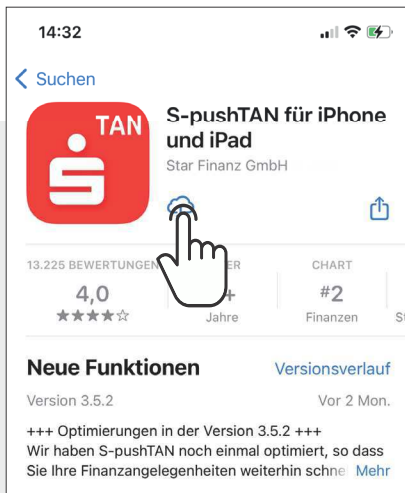 14:32
Suchen
TAN
S-pushTAN für iPhone
und iPad
Star Finanz GmbH
13.225 BEWERTUNGEN
CHART
4,0
+
#2
★★★★☆
Jahre
Finanzen
Neue Funktionen
Versionsverlauf
Version 3.5.2
Vor 2 Mon.
+++ Optimierungen in der Version 3.5.2 +++
Wir haben S-pushTAN noch einmal optimiert, so dass
Sie Ihre Finanzangelegenheiten weiterhin schne Mehr